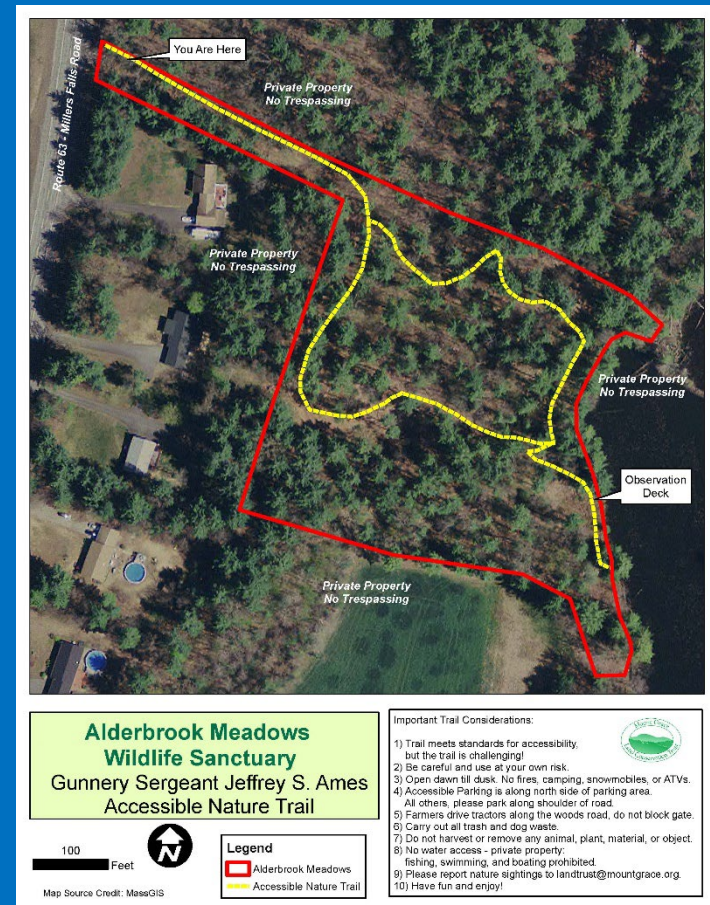 You Are Here
Private Property
No Trespassing
Route 63 - Millers Falls Road
Private Property
No Trespassing
Private Property
No Trespassing
Observation
Deck
Private Property
No Trespassing
Alderbrook Meadows
Wildlife Sanctuary
Gunnery Sergeant Jeffrey S. Ames
Accessible Nature Trail
100
Feet
N
Map Source Credit: MassGIS
Legend
Alderbrook Meadows
Accessible Nature Trail
Important Trail Considerations:
Mount Grace
Land Conservation Trust
1) Trail meets standards for accessibility,
but the trail is challenging!
2) Be careful and use at your own risk.
3) Open dawn till dusk. No fires, camping, snowmobiles, or ATVs.
4) Accessible Parking is along north side of parking area.
All others, please park along shoulder of road.
5) Farmers drive tractors along the woods road, do not block gate.
6) Carry out all trash and dog waste.
7) Do not harvest or remove any animal, plant, material, or object.
8) No water access - private property:
fishing, swimming, and boating prohibited.
9) Please report nature sightings to landtrust@mountgrace.org.
10) Have fun and enjoy!